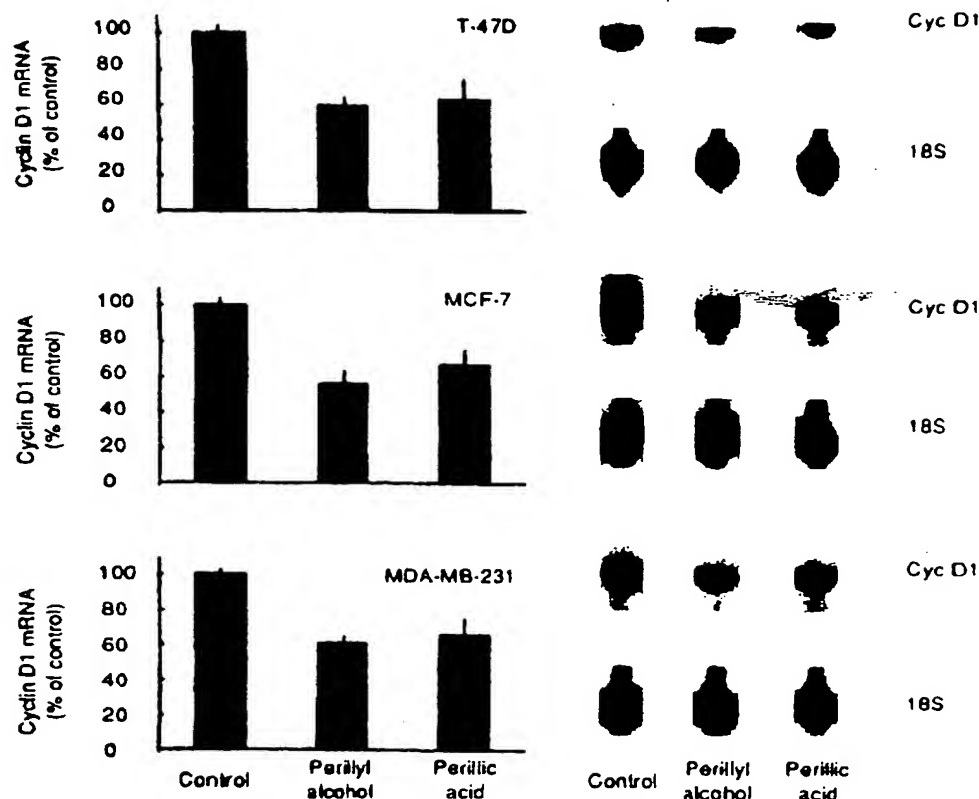 Cyclin D1 mRNA
(% of control)
100
80
60
40
20
0
T-47D
Cyc D1
18S
Cyclin D1 mRNA
(% of control)
100
80
60
40
20
0
MCF-7
Cyc D1
18S
Cyclin D1 mRNA
(% of control)
100
80
60
40
20
0
MDA-MB-231
Cyc D1
18S
Control
Perillyl
alcohol
Perillic
acid
Control
Perillyl
alcohol
Perillic
acid